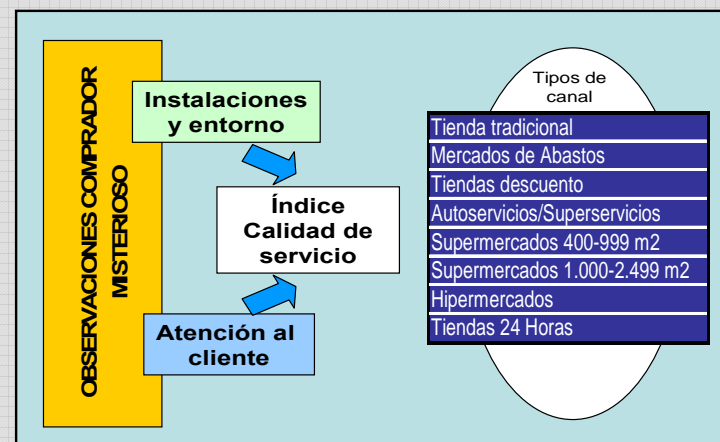 OBSERVACIONES COMPRADOR
MISTERIOSO
Instalaciones
y entorno
Índice
Calidad de
servicio
Atención al
cliente
Tipos de
canal
Tienda tradicional
Mercados de Abastos
Tiendas descuento
Autoservicios/Superservicios
Supermercados 400-999 m2
Supermercados 1.000-2.499 m2
Hipermercados
Tiendas 24 Horas